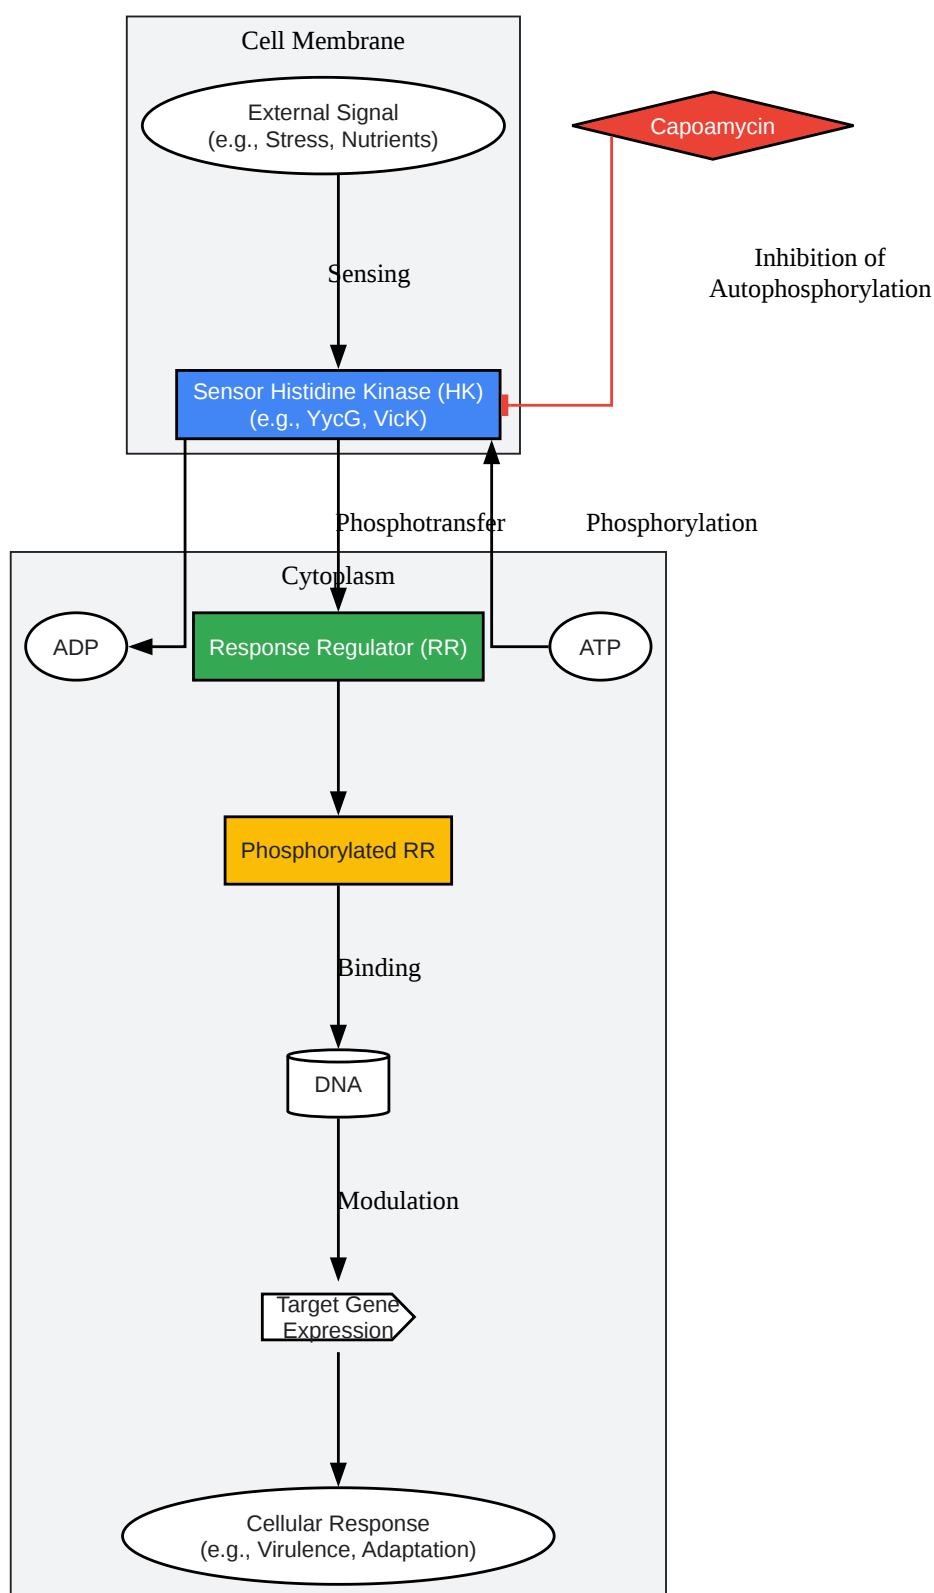 Cell Membrane
External Signal
(e.g., Stress, Nutrients)
Capoamycin
Sensing
Inhibition of
Autophosphorylation
Sensor Histidine Kinase (HK)
(e.g., YycG, VicK)
Phosphotransfer
Phosphorylation
Cytoplasm
ADP
Response Regulator (RR)
ATP
Phosphorylated RR
Binding
DNA
Modulation
Target Gene
Expression
Cellular Response
(e.g., Virulence, Adaptation)